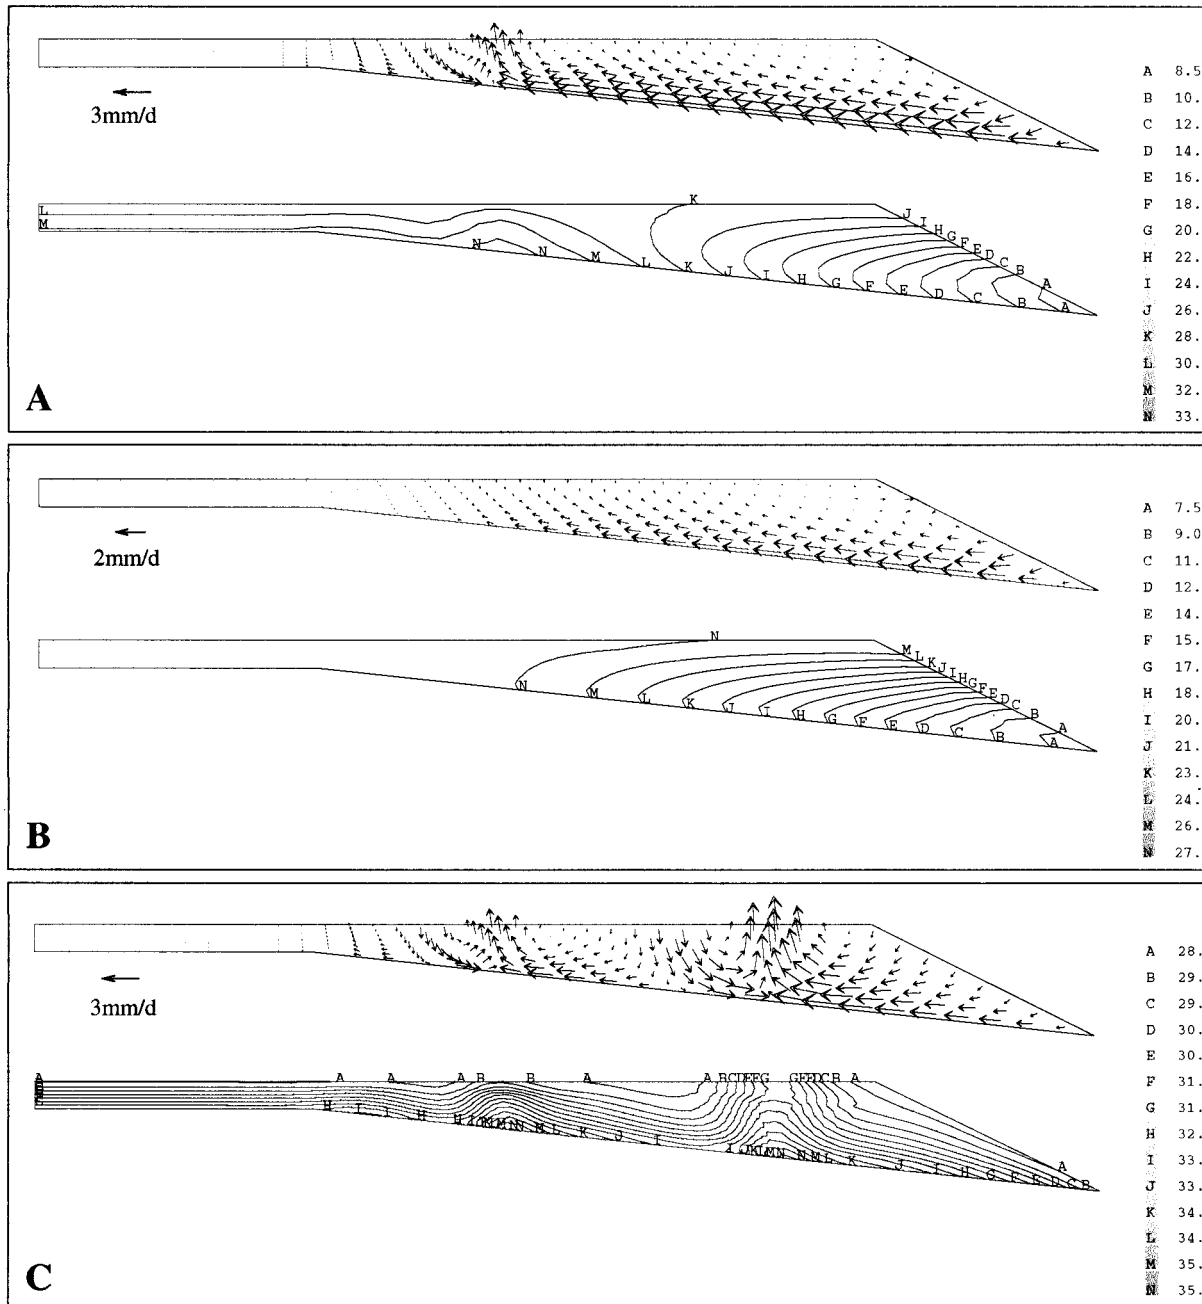 3mm/d
A 8.5
B 10.
C 12.
D 14.
E 16.
F 18.
G 20.
H 22.
I 24.
J 26.
K 28.
L 30.
M 32.
N 33.
K
J I H G F E D C B A
L
M
N N M L K J I H G F E D C B A
A
2mm/d
A 7.5
B 9.0
C 11.
D 12.
E 14.
F 15.
G 17.
H 18.
I 20.
J 21.
K 23.
L 24.
M 26.
N 27.
N
M L K J I H G F E D C B A
N M L K J I H G F E D C B A
B
3mm/d
A 28.
B 29.
C 29.
D 30.
E 30.
F 31.
G 31.
H 32.
I 33.
J 33.
K 34.
L 34.
M 35.
N 35.
A A A A B B A A B C D E F G G F E D C B A
H I I H H
M L K J I
N N M L K J I H G F E D C B
A
C